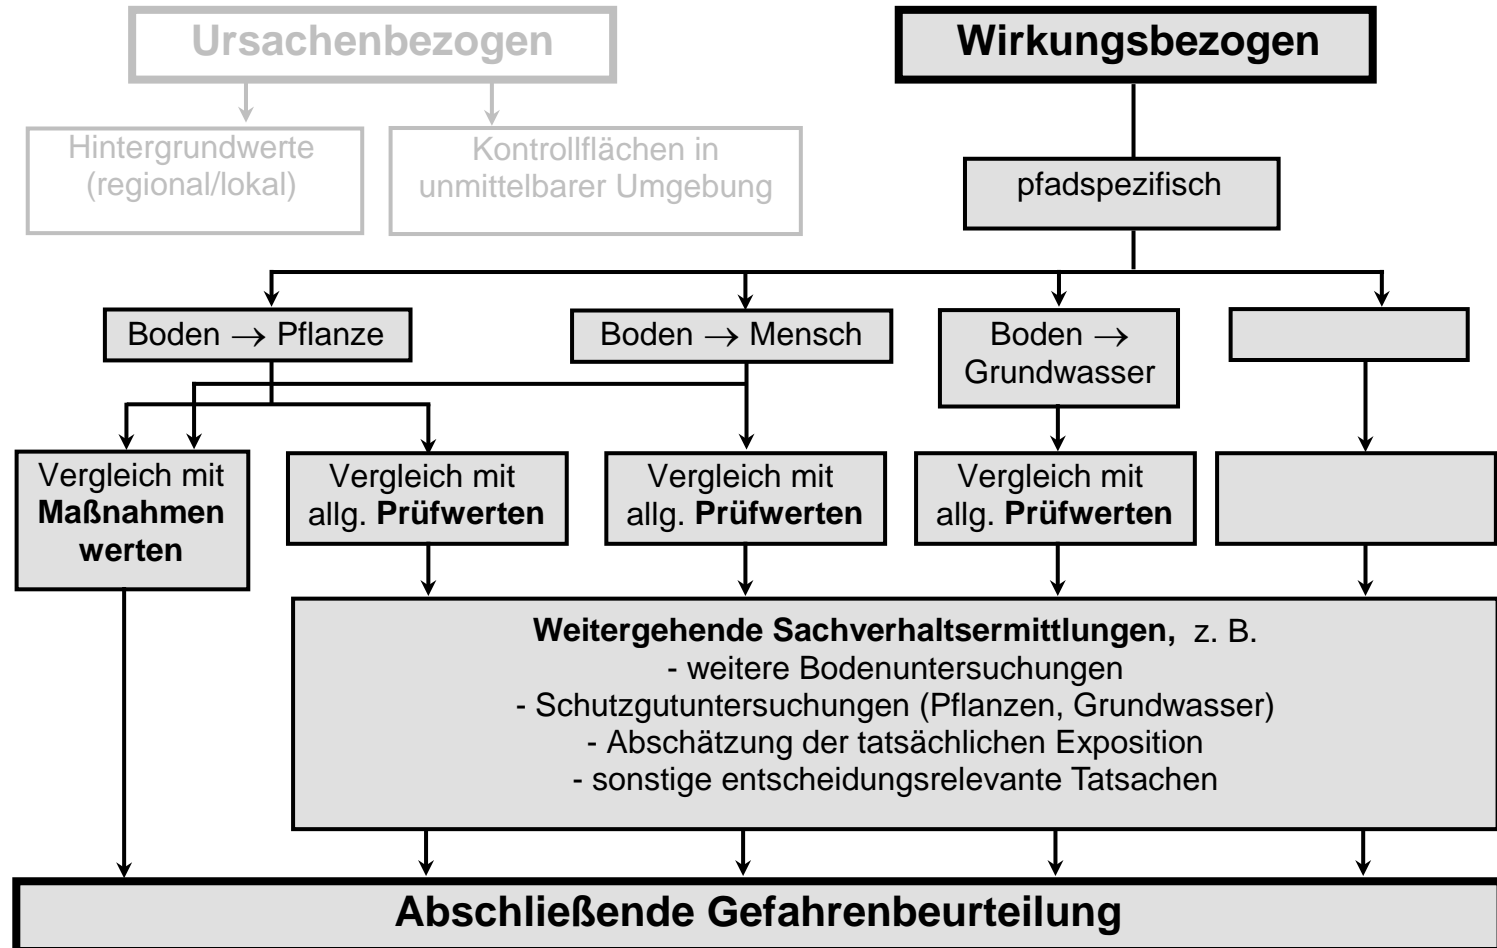 Ursachenbezogen
Wirkungsbezogen
Hintergrundwerte
(regional/lokal)
Kontrollflächen in
unmittelbarer Umgebung
pfadspezifisch
Boden → Pflanze
Boden → Mensch
Boden →
Grundwasser
Vergleich mit
Maßnahmen
werten
Vergleich mit
allg. Prüfwerten
Vergleich mit
allg. Prüfwerten
Vergleich mit
allg. Prüfwerten
Weitergehende Sachverhaltsermittlungen, z. B.
- weitere Bodenuntersuchungen
- Schutzgutuntersuchungen (Pflanzen, Grundwasser)
- Abschätzung der tatsächlichen Exposition
- sonstige entscheidungsrelevante Tatsachen
Abschließende Gefahrenbeurteilung